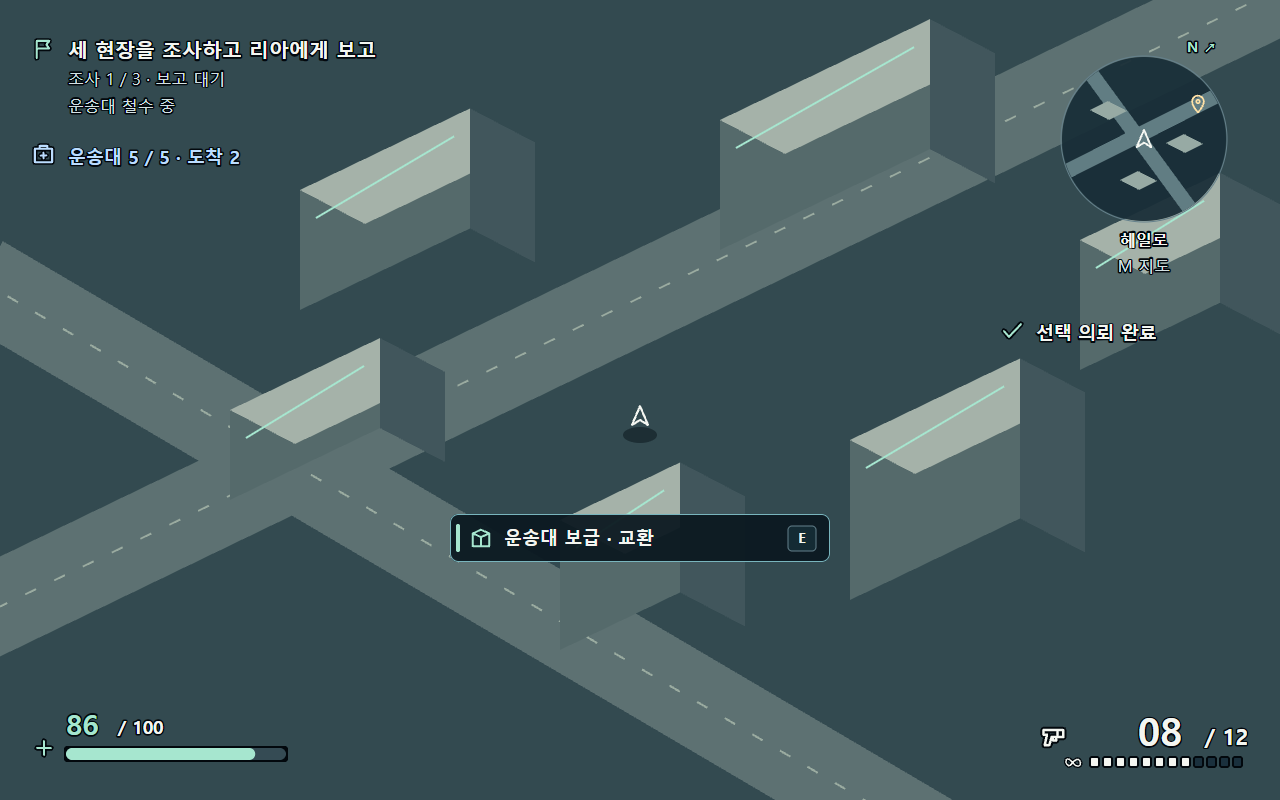 세 현장을 조사하고 리아에게 보고
조사 1 / 3 · 보고 대기
운송대 철수 중
운송대 5 / 5 · 도착 2
N ↗
헤일로
M 지도
선택 의뢰 완료
운송대 보급 · 교환 E
86 / 100
08 / 12
∞